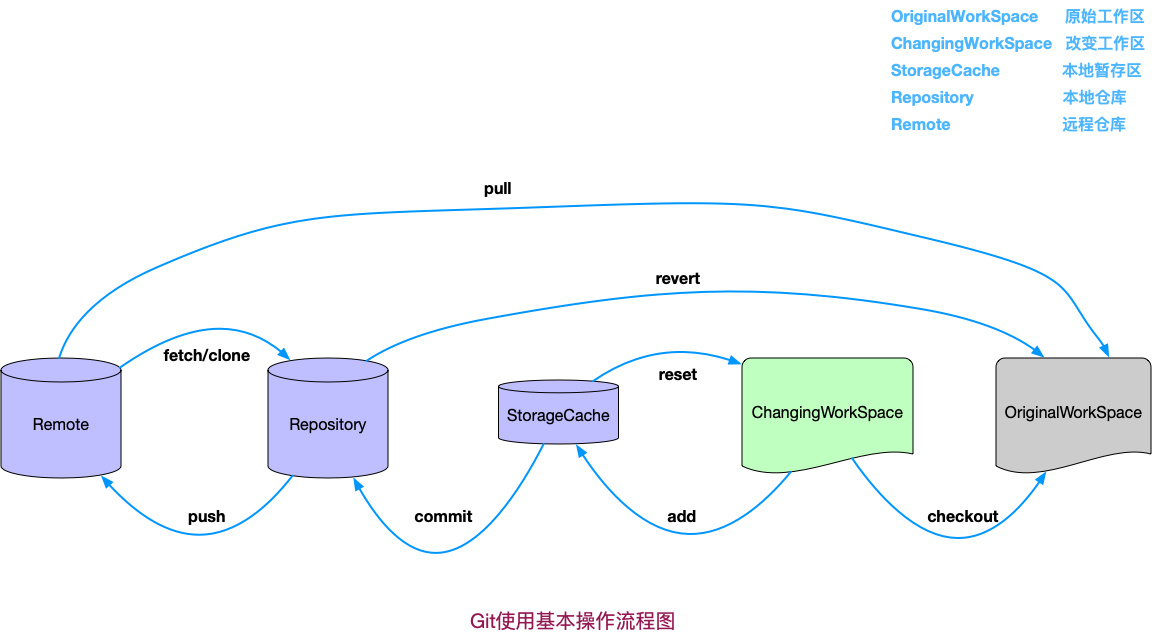 OriginalWorkSpace 原始工作区
ChangingWorkSpace 改变工作区
StorageCache 本地暂存区
Repository 本地仓库
Remote 远程仓库
pull
revert
fetch/clone
reset
Remote
Repository
StorageCache
ChangingWorkSpace
OriginalWorkSpace
push
commit
add
checkout
Git使用基本操作流程图